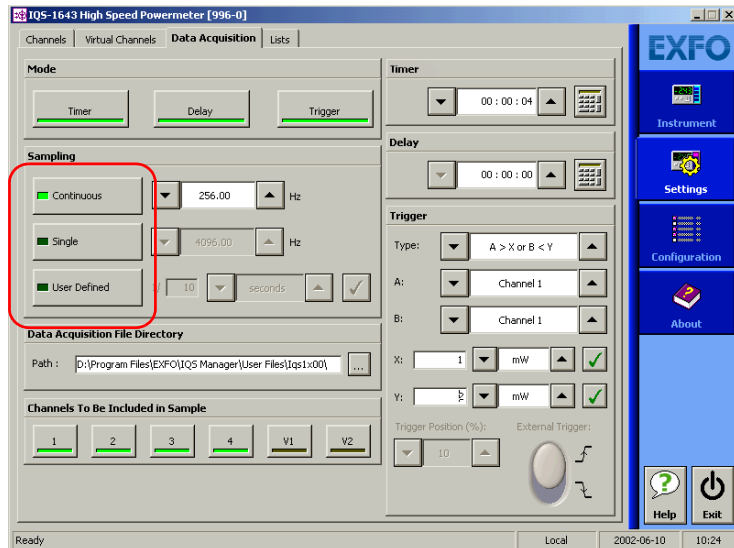 IQS-1643 High Speed Powermeter [996-0]
Channels Virtual Channels Data Acquisition Lists
EXFO
Mode
Timer Delay Trigger
Timer
00 : 00 : 04
Instrument
Delay
00 : 00 : 00
Sampling
Continuous 256.00 Hz
Single 4096.00 Hz
User Defined 10 seconds
Settings
Trigger
Type: A > X or B < Y
A: Channel 1
B: Channel 1
X: 1 mW
Y: mW
Trigger Position (%): External Trigger:
10
Configuration
About
Data Acquisition File Directory
Path : D:\Program Files\EXFO\IQS Manager\User Files\Iqs1x00\ ...
Channels To Be Included in Sample
1 2 3 4 V1 V2
Help Exit
Ready Local 2002-06-10 10:24